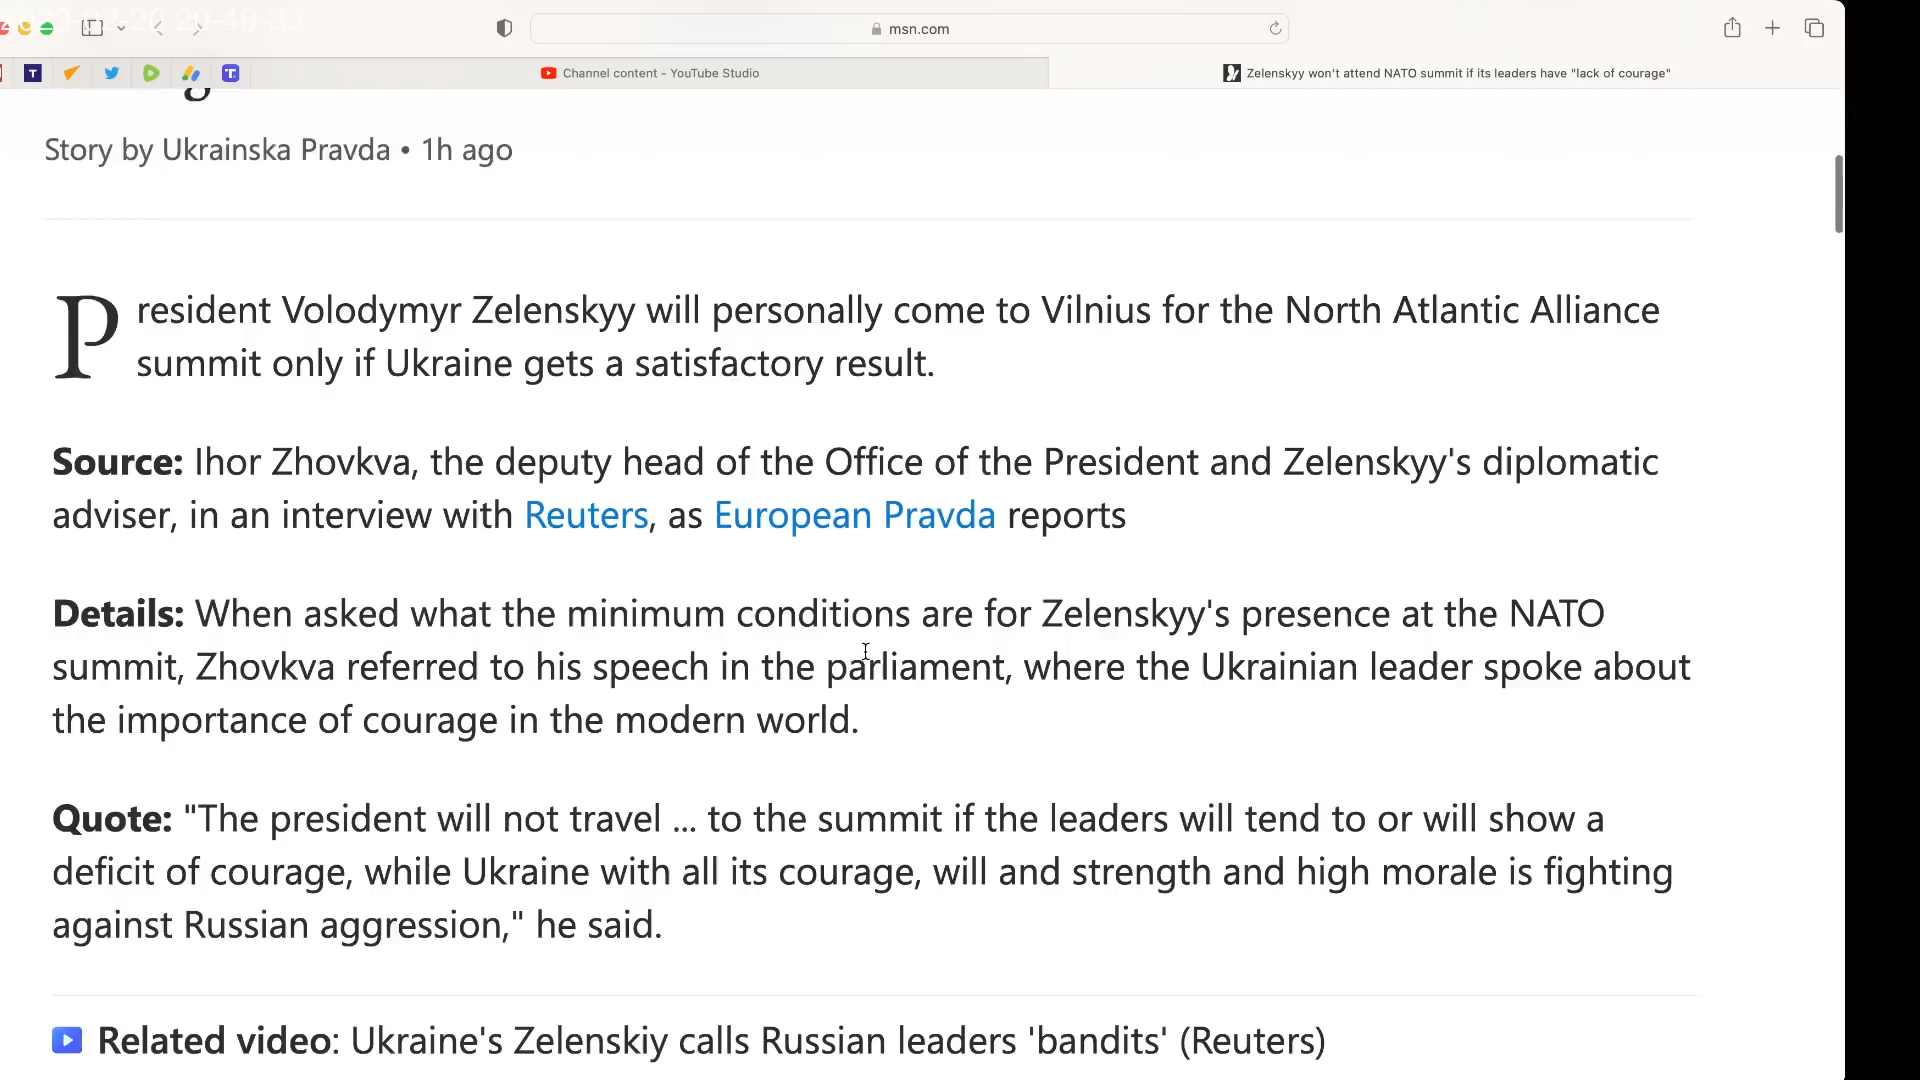 2023-02-20 20-49-33
msn.com
T
T
Channel content - YouTube Studio
Zelenskyy won't attend NATO summit if its leaders have "lack of courage"
Story by Ukrainska Pravda • 1h ago
President Volodymyr Zelenskyy will personally come to Vilnius for the North Atlantic Alliance
summit only if Ukraine gets a satisfactory result.
Source: Ihor Zhovkva, the deputy head of the Office of the President and Zelenskyy's diplomatic
adviser, in an interview with Reuters, as European Pravda reports
Details: When asked what the minimum conditions are for Zelenskyy's presence at the NATO
summit, Zhovkva referred to his speech in the parliament, where the Ukrainian leader spoke about
the importance of courage in the modern world.
Quote: "The president will not travel ... to the summit if the leaders will tend to or will show a
deficit of courage, while Ukraine with all its courage, will and strength and high morale is fighting
against Russian aggression," he said.
Related video: Ukraine's Zelenskiy calls Russian leaders 'bandits' (Reuters)